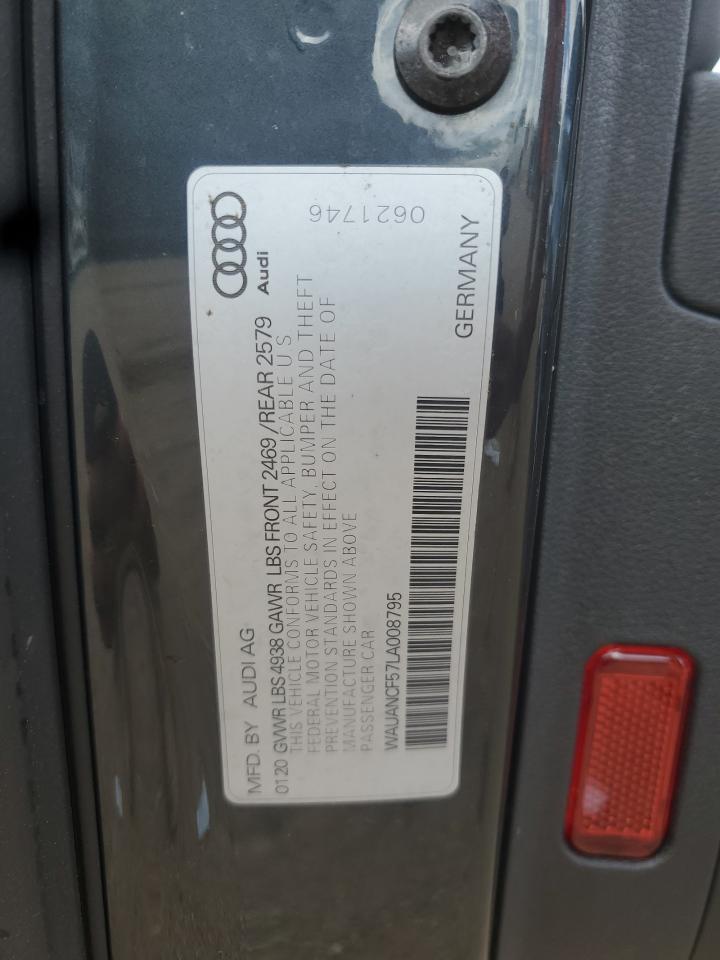 MFD. BY AUDI AG
Audi
0120 GVWR LBS 4938 GAWR LBS FRONT 2469 / REAR 2579
THIS VEHICLE CONFORMS TO ALL APPLICABLE U S
FEDERAL MOTOR VEHICLE SAFETY, BUMPER AND THEFT
PREVENTION STANDARDS IN EFFECT ON THE DATE OF
MANUFACTURE SHOWN ABOVE
PASSENGER CAR
0621746
WAUANCF57LA008795
GERMANY